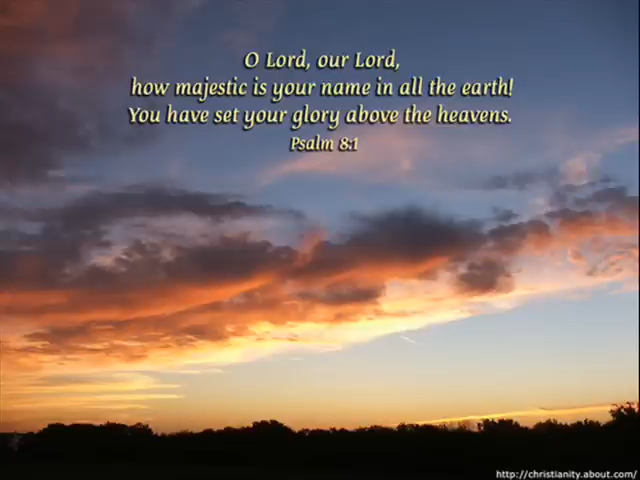 O Lord, our Lord,
how majestic is your name in all the earth!
You have set your glory above the heavens.
Psalm 8:1
http://christianity.about.com/